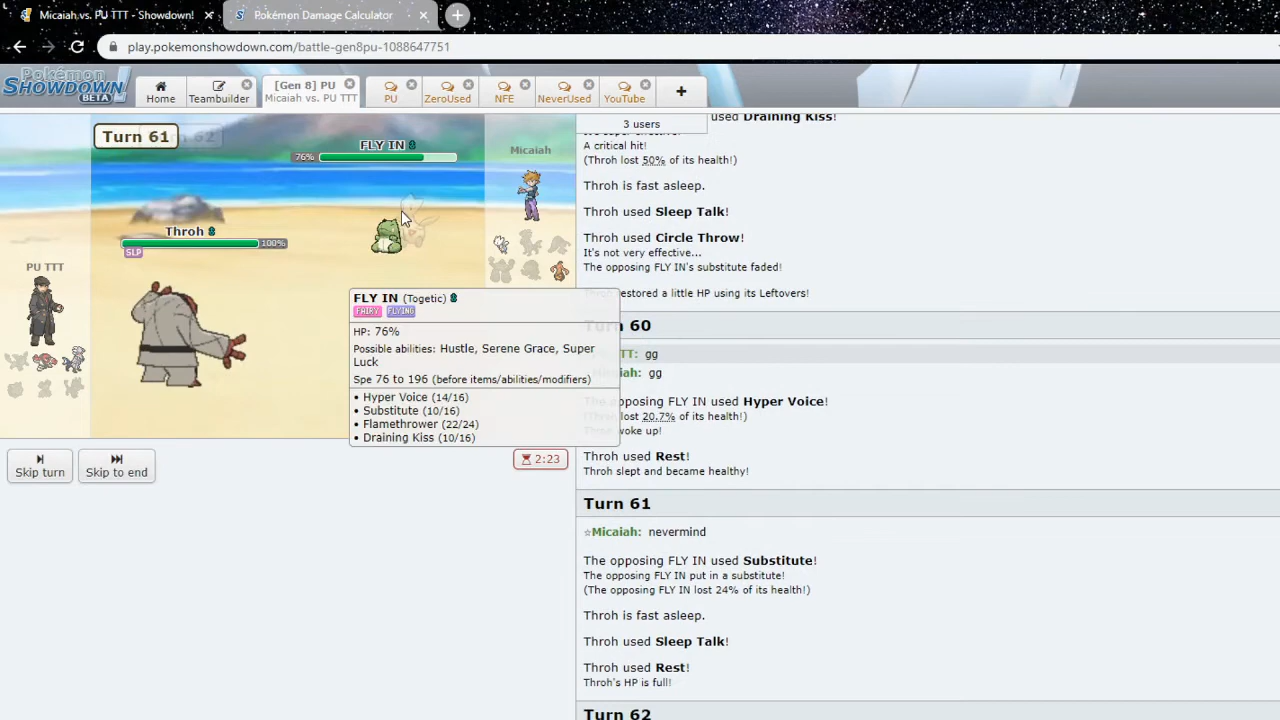 Micaiah vs. PU TTT - Showdown!
Pokémon Damage Calculator
play.pokemonshowdown.com/battle-gen8pu-1088647751
Pokémon
SHOWDOWN
BETA
Home
Teambuilder
[Gen 8] PU
Micaiah vs. PU TTT
PU
ZeroUsed
NFE
NeverUsed
YouTube
3 users
Turn 61
FLY IN
76%
Micaiah
Throh
100%
SLP
PU TTT
FLY IN (Togetic)
FAIRY FLYING
HP: 76%
Possible abilities: Hustle, Serene Grace, Super
Luck
Spe 76 to 196 (before items/abilities/modifiers)
• Hyper Voice (14/16)
• Substitute (10/16)
• Flamethrower (22/24)
• Draining Kiss (10/16)
Skip turn
Skip to end
2:23
used Draining Kiss!
A critical hit!
(Throh lost 50% of its health!)
Throh is fast asleep.
Throh used Sleep Talk!
Throh used Circle Throw!
It's not very effective...
The opposing FLY IN's substitute faded!
restored a little HP using its Leftovers!
60
TT: gg
gg
opposing FLY IN used Hyper Voice!
lost 20.7% of its health!)
woke up!
Throh used Rest!
Throh slept and became healthy!
Turn 61
☆Micaiah: nevermind
The opposing FLY IN used Substitute!
The opposing FLY IN put in a substitute!
(The opposing FLY IN lost 24% of its health!)
Throh is fast asleep.
Throh used Sleep Talk!
Throh used Rest!
Throh's HP is full!
Turn 62